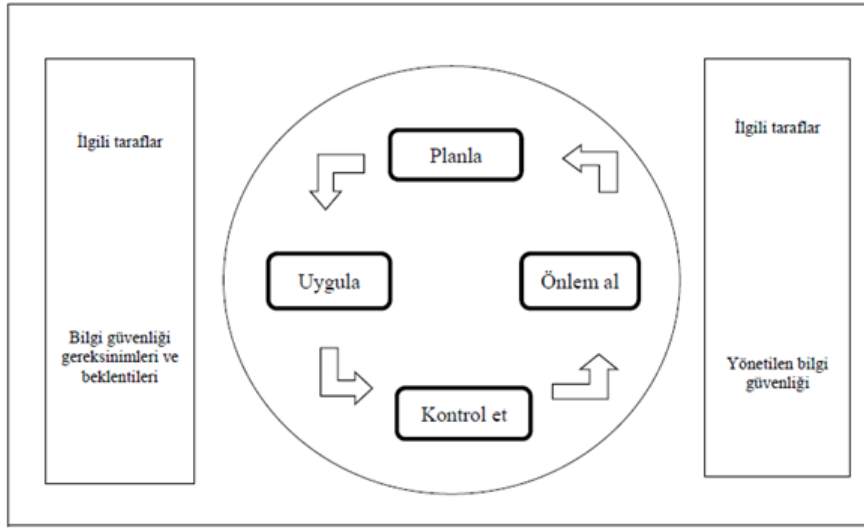 İlgili taraflar
Bilgi güvenliği
gereksinimleri ve
beklentileri
Planla
Uygula
Önlem al
Kontrol et
İlgili taraflar
Yönetilen bilgi
güvenliği